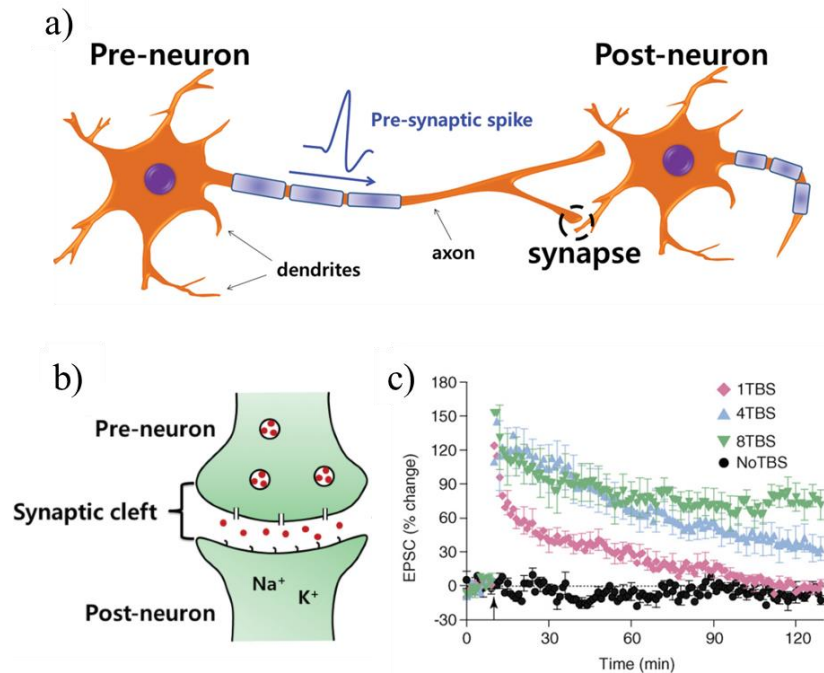 a)
Pre-neuron
Post-neuron
Pre-synaptic spike
dendrites
axon
synapse
b)
Pre-neuron
Synaptic cleft
Post-neuron
Na⁺
K⁺
c)
180
150
120
90
60
30
0
-30
EPSC (% change)
1TBS
4TBS
8TBS
NoTBS
0
30
60
90
120
Time (min)